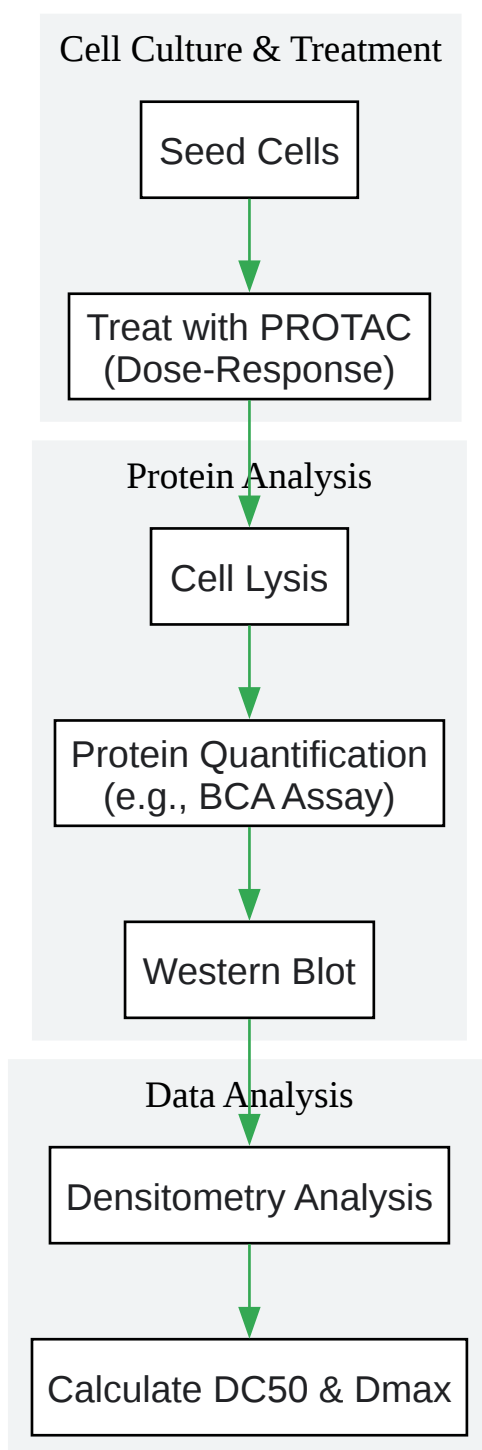 Cell Culture & Treatment
Seed Cells
Treat with PROTAC
(Dose-Response)
Protein Analysis
Cell Lysis
Protein Quantification
(e.g., BCA Assay)
Western Blot
Data Analysis
Densitometry Analysis
Calculate DC50 & Dmax